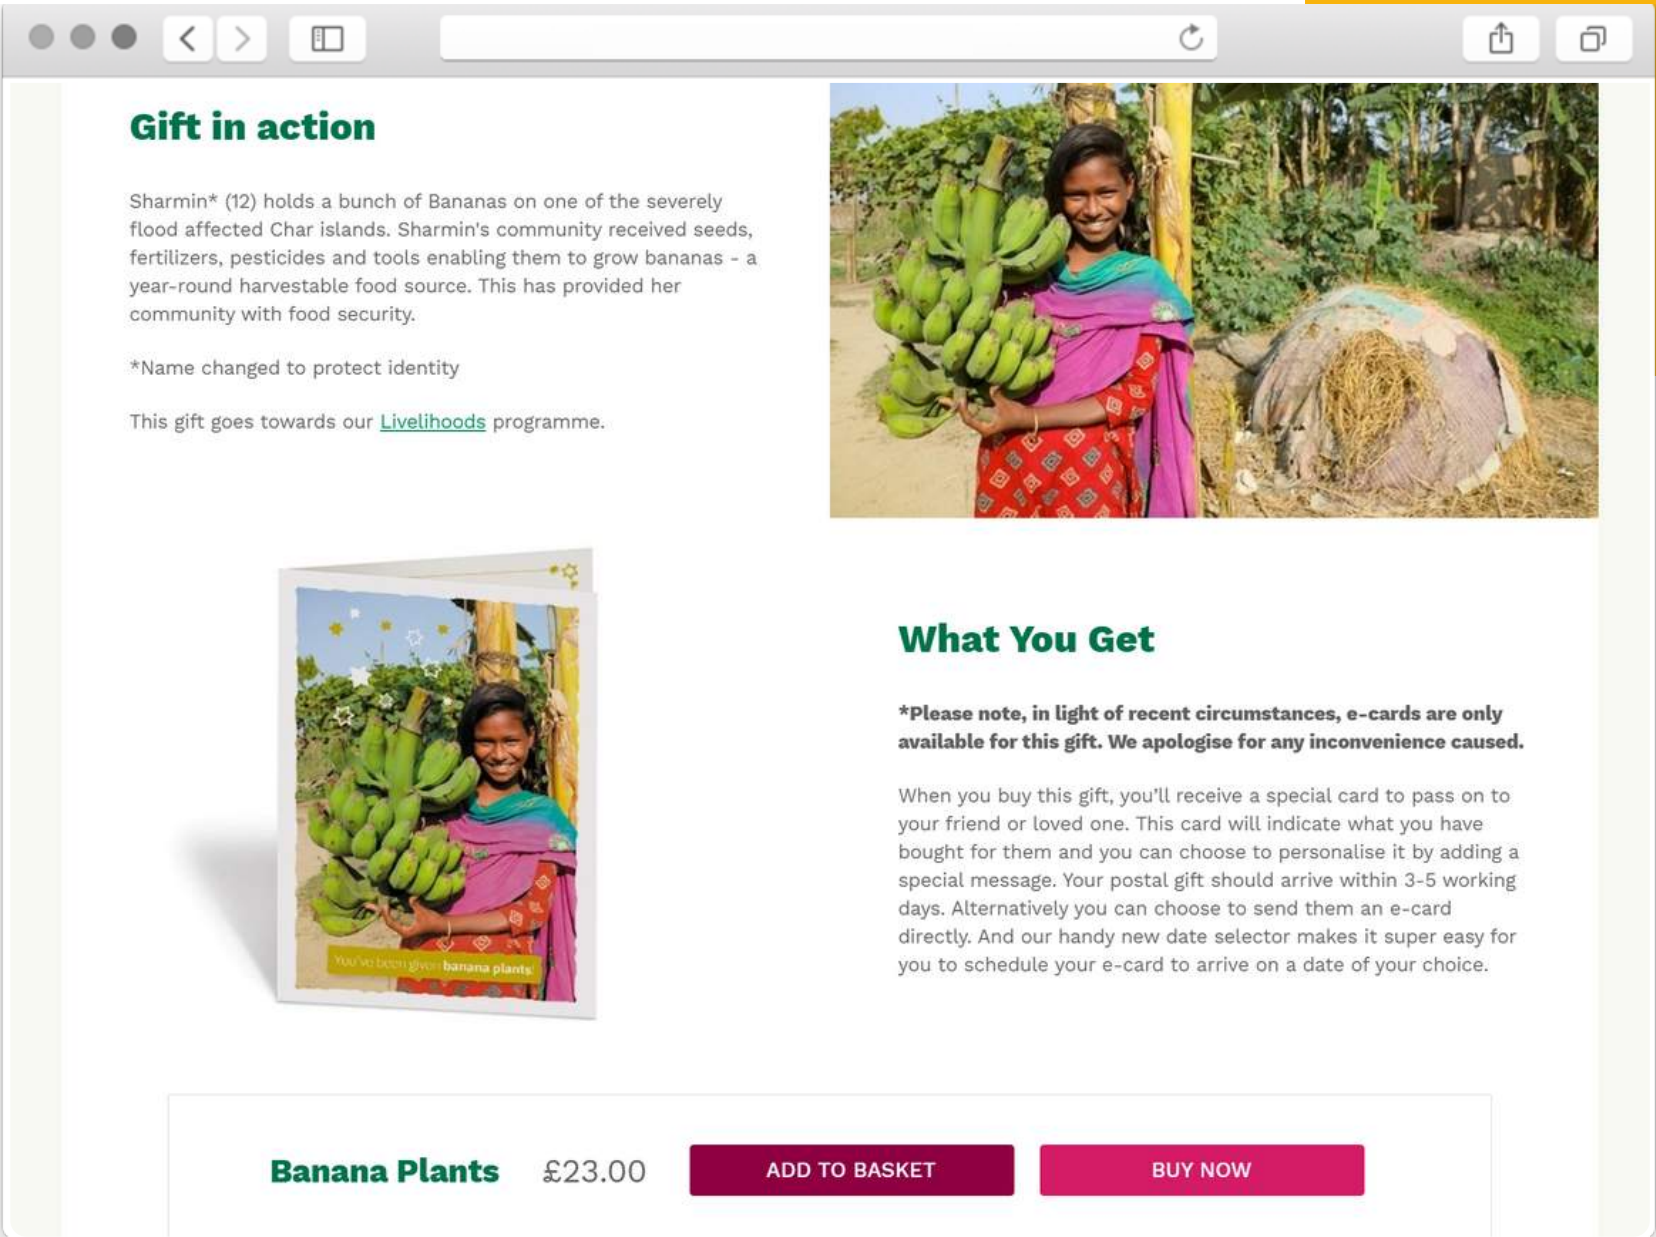 Gift in action
Sharmin* (12) holds a bunch of Bananas on one of the severely
flood affected Char islands. Sharmin's community received seeds,
fertilizers, pesticides and tools enabling them to grow bananas - a
year-round harvestable food source. This has provided her
community with food security.
*Name changed to protect identity
This gift goes towards our Livelihoods programme.
You've been given banana plants!
What You Get
*Please note, in light of recent circumstances, e-cards are only
available for this gift. We apologise for any inconvenience caused.
When you buy this gift, you’ll receive a special card to pass on to
your friend or loved one. This card will indicate what you have
bought for them and you can choose to personalise it by adding a
special message. Your postal gift should arrive within 3-5 working
days. Alternatively you can choose to send them an e-card
directly. And our handy new date selector makes it super easy for
you to schedule your e-card to arrive on a date of your choice.
Banana Plants £23.00 ADD TO BASKET BUY NOW